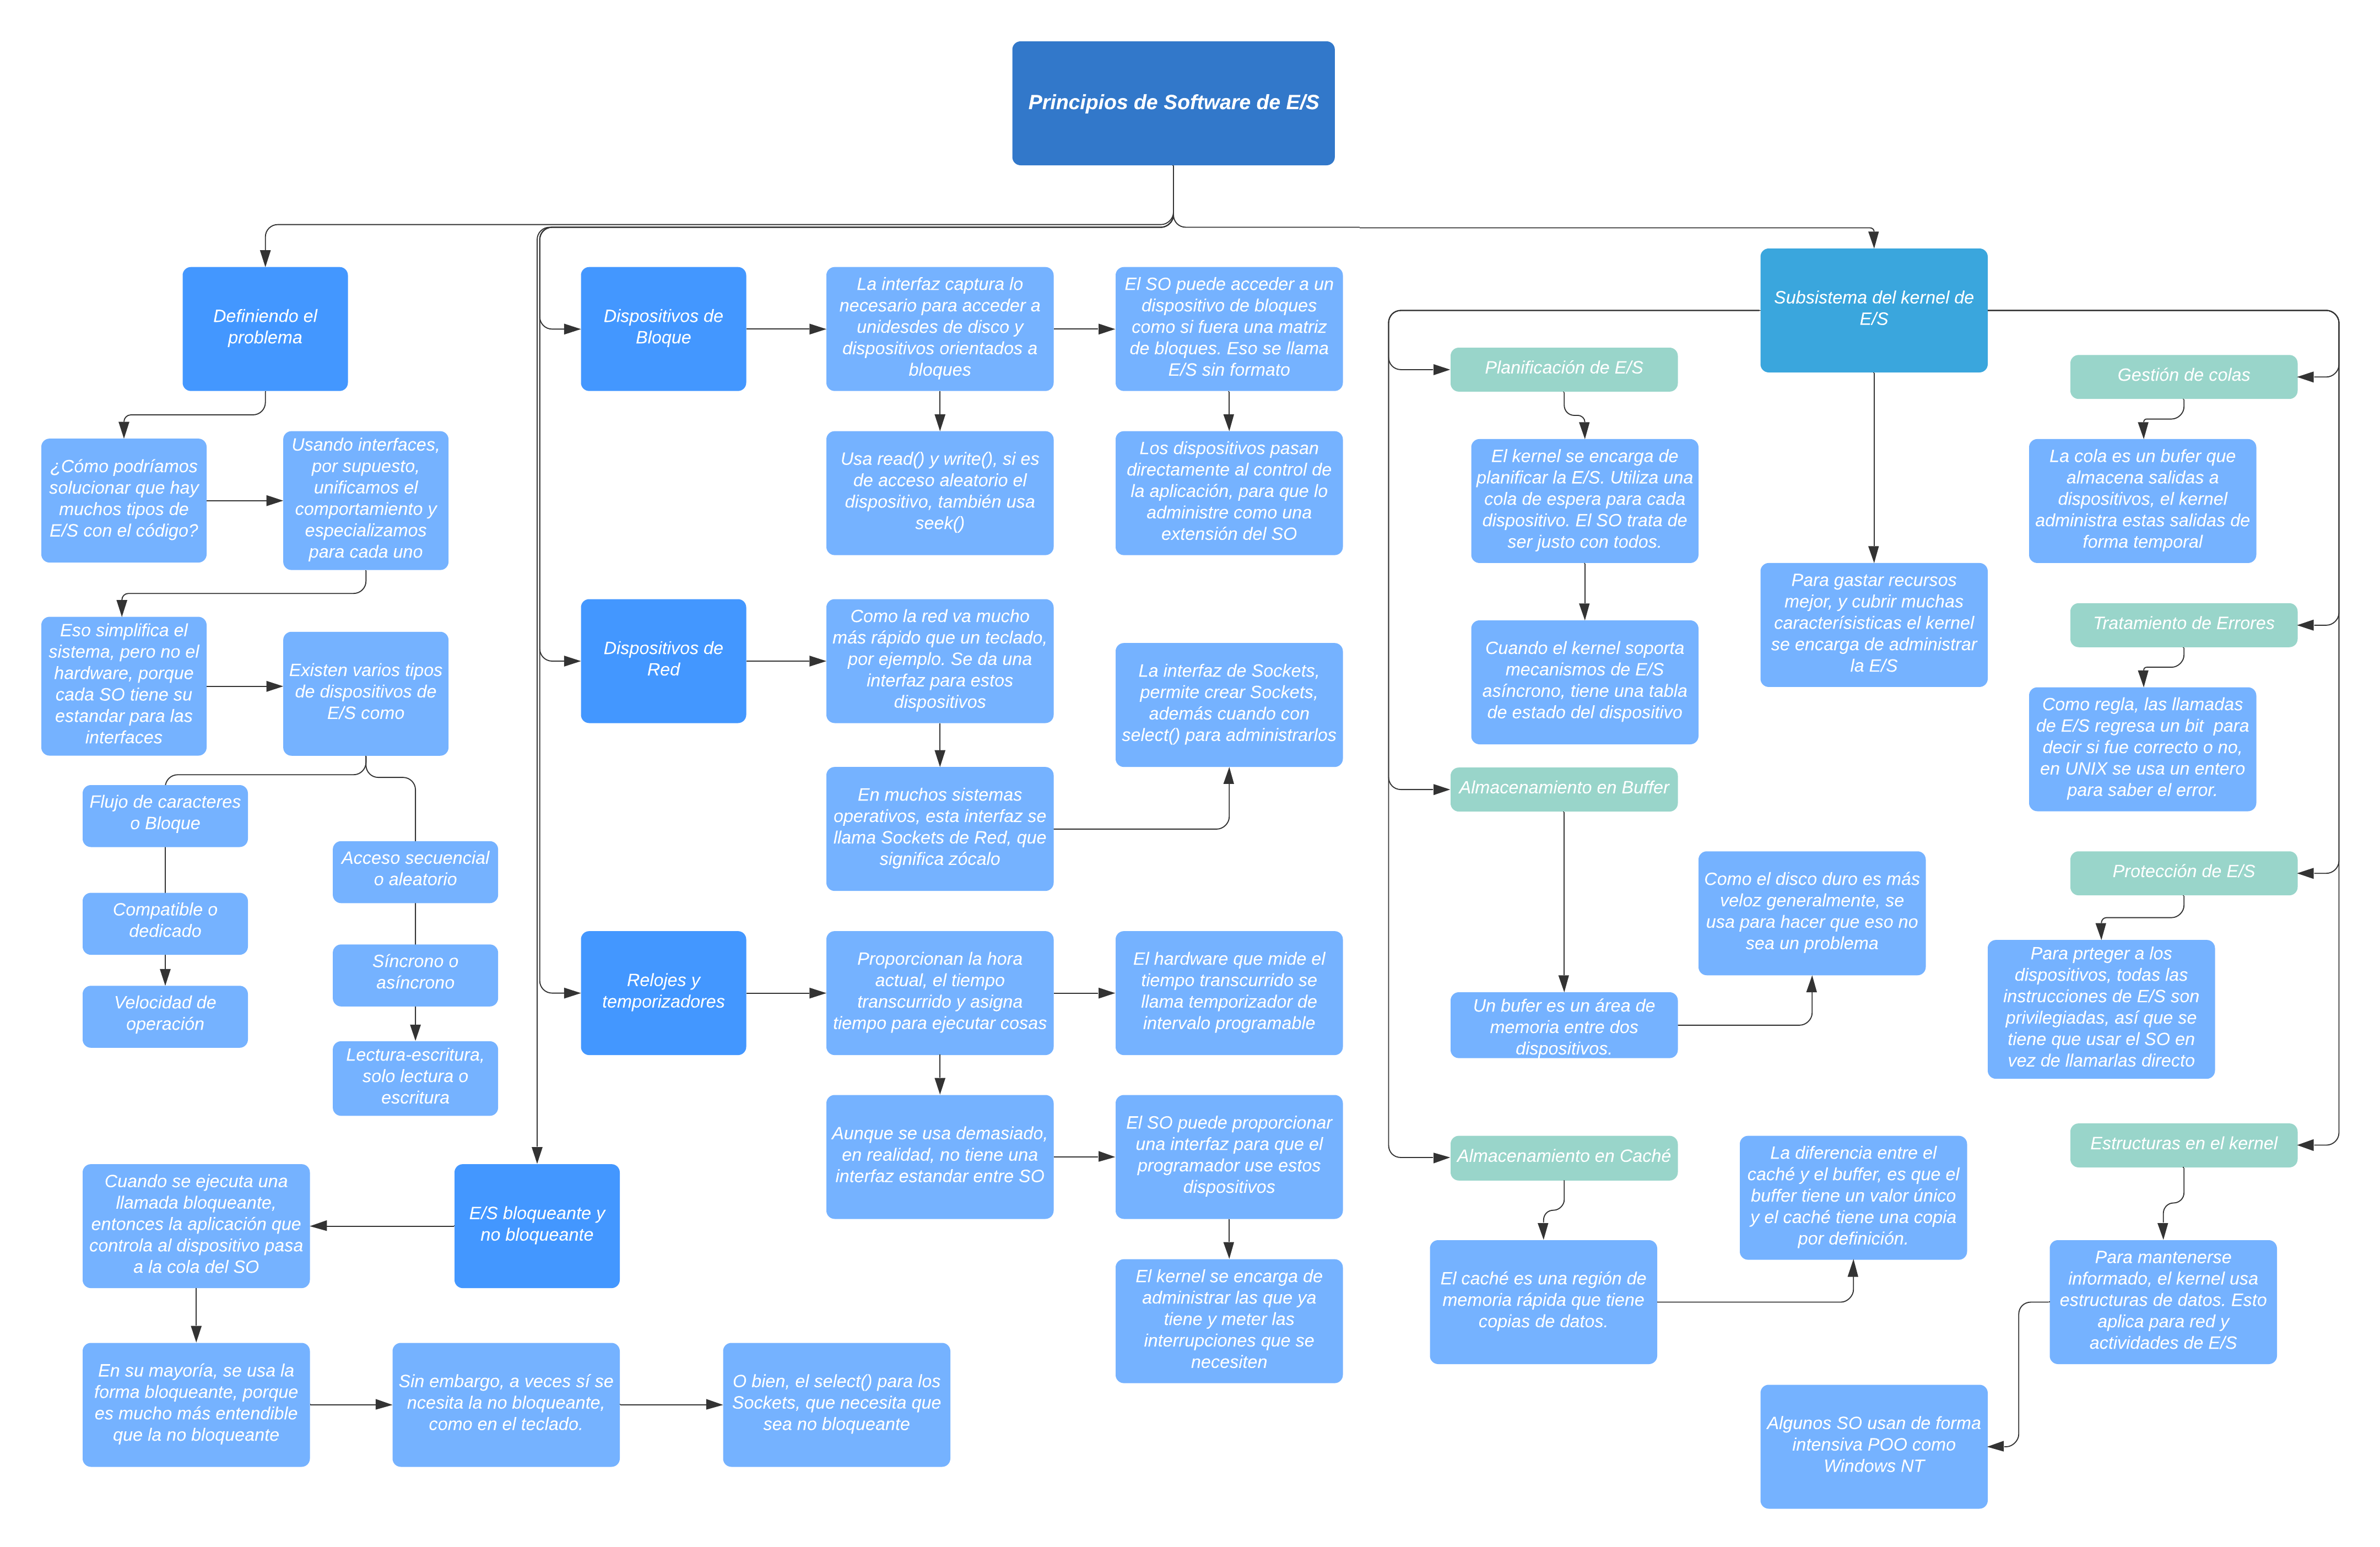 Principios de Software de E/S
Definiendo el
problema
¿Cómo podríamos
solucionar que hay
muchos tipos de
E/S con el código?
Usando interfaces,
por supuesto,
unificamos el
comportamiento y
especializamos
para cada uno
Eso simplifica el
sistema, pero no el
hardware, porque
cada SO tiene su
estandar para las
interfaces
Existen varios tipos
de dispositivos de
E/S como
Flujo de caracteres
o Bloque
Compatible o
dedicado
Velocidad de
operación
Acceso secuencial
o aleatorio
Síncrono o
asíncrono
Lectura-escritura,
solo lectura o
escritura
Dispositivos de
Bloque
La interfaz captura lo
necesario para acceder a
unidesdes de disco y
dispositivos orientados a
bloques
El SO puede acceder a un
dispositivo de bloques
como si fuera una matriz
de bloques. Eso se llama
E/S sin formato
Usa read() y write(), si es
de acceso aleatorio el
dispositivo, también usa
seek()
Los dispositivos pasan
directamente al control de
la aplicación, para que lo
administre como una
extensión del SO
Dispositivos de
Red
Como la red va mucho
más rápido que un teclado,
por ejemplo. Se da una
interfaz para estos
dispositivos
En muchos sistemas
operativos, esta interfaz se
llama Sockets de Red, que
significa zócalo
La interfaz de Sockets,
permite crear Sockets,
además cuando con
select() para administrarlos
Relojes y
temporizadores
Proporcionan la hora
actual, el tiempo
transcurrido y asigna
tiempo para ejecutar cosas
El hardware que mide el
tiempo transcurrido se
llama temporizador de
intervalo programable
Aunque se usa demasiado,
en realidad, no tiene una
interfaz estandar entre SO
El SO puede proporcionar
una interfaz para que el
programador use estos
dispositivos
El kernel se encarga de
administrar las que ya
tiene y meter las
interrupciones que se
necesiten
E/S bloqueante y
no bloqueante
Cuando se ejecuta una
llamada bloqueante,
entonces la aplicación que
controla al dispositivo pasa
a la cola del SO
En su mayoría, se usa la
forma bloqueante, porque
es mucho más entendible
que la no bloqueante
Sin embargo, a veces sí se
ncesita la no bloqueante,
como en el teclado.
O bien, el select() para los
Sockets, que necesita que
sea no bloqueante
Subsistema del kernel de
E/S
Para gastar recursos
mejor, y cubrir muchas
caracterísisticas el kernel
se encarga de administrar
la E/S
Planificación de E/S
El kernel se encarga de
planificar la E/S. Utiliza una
cola de espera para cada
dispositivo. El SO trata de
ser justo con todos.
Cuando el kernel soporta
mecanismos de E/S
asíncrono, tiene una tabla
de estado del dispositivo
Almacenamiento en Buffer
Un bufer es un área de
memoria entre dos
dispositivos.
Como el disco duro es más
veloz generalmente, se
usa para hacer que eso no
sea un problema
Almacenamiento en Caché
El caché es una región de
memoria rápida que tiene
copias de datos.
La diferencia entre el
caché y el buffer, es que el
buffer tiene un valor único
y el caché tiene una copia
por definición.
Gestión de colas
La cola es un bufer que
almacena salidas a
dispositivos, el kernel
administra estas salidas de
forma temporal
Tratamiento de Errores
Como regla, las llamadas
de E/S regresa un bit para
decir si fue correcto o no,
en UNIX se usa un entero
para saber el error.
Protección de E/S
Para prteger a los
dispositivos, todas las
instrucciones de E/S son
privilegiadas, así que se
tiene que usar el SO en
vez de llamarlas directo
Estructuras en el kernel
Para mantenerse
informado, el kernel usa
estructuras de datos. Esto
aplica para red y
actividades de E/S
Algunos SO usan de forma
intensiva POO como
Windows NT